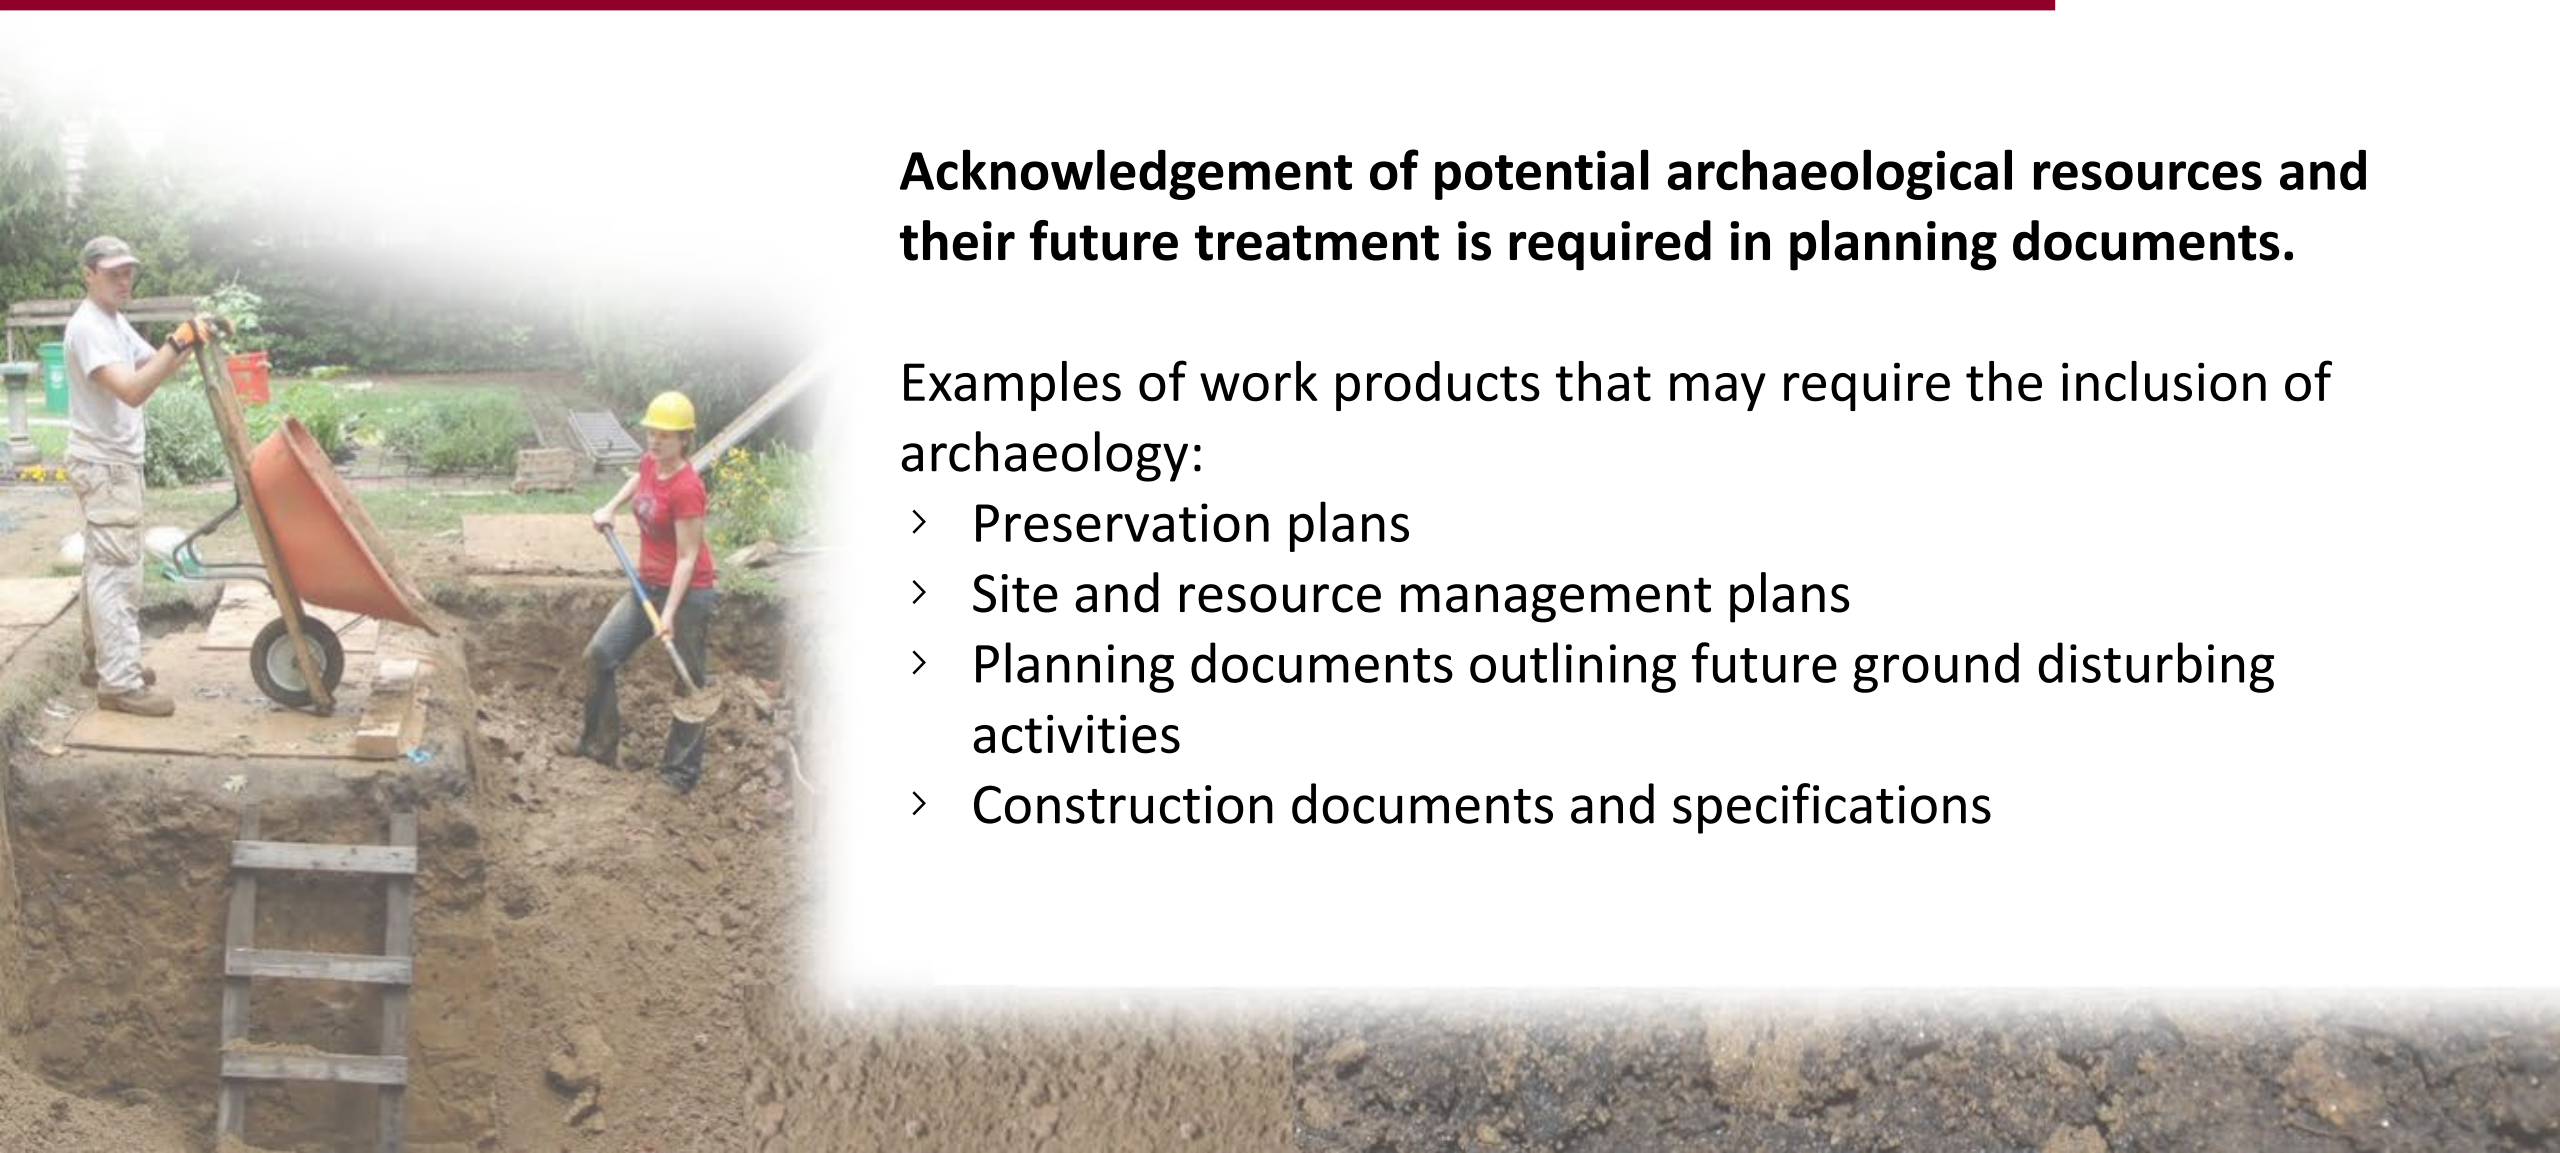 Acknowledgement of potential archaeological resources and
their future treatment is required in planning documents.
Examples of work products that may require the inclusion of
archaeology:
› Preservation plans
› Site and resource management plans
› Planning documents outlining future ground disturbing
activities
› Construction documents and specifications